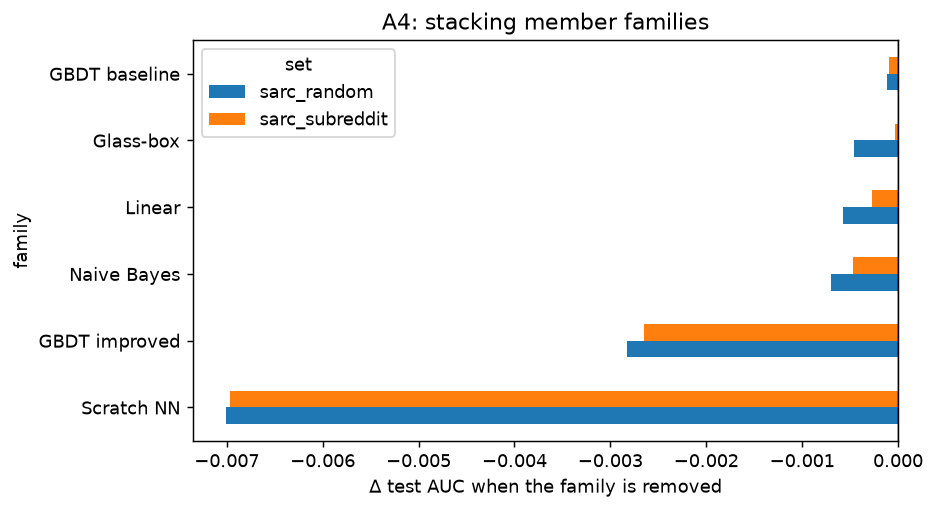 A4: stacking member families
set
sarc_random
sarc_subreddit
family
GBDT baseline
Glass-box
Linear
Naive Bayes
GBDT improved
Scratch NN
−0.007 −0.006 −0.005 −0.004 −0.003 −0.002 −0.001 0.000
Δ test AUC when the family is removed